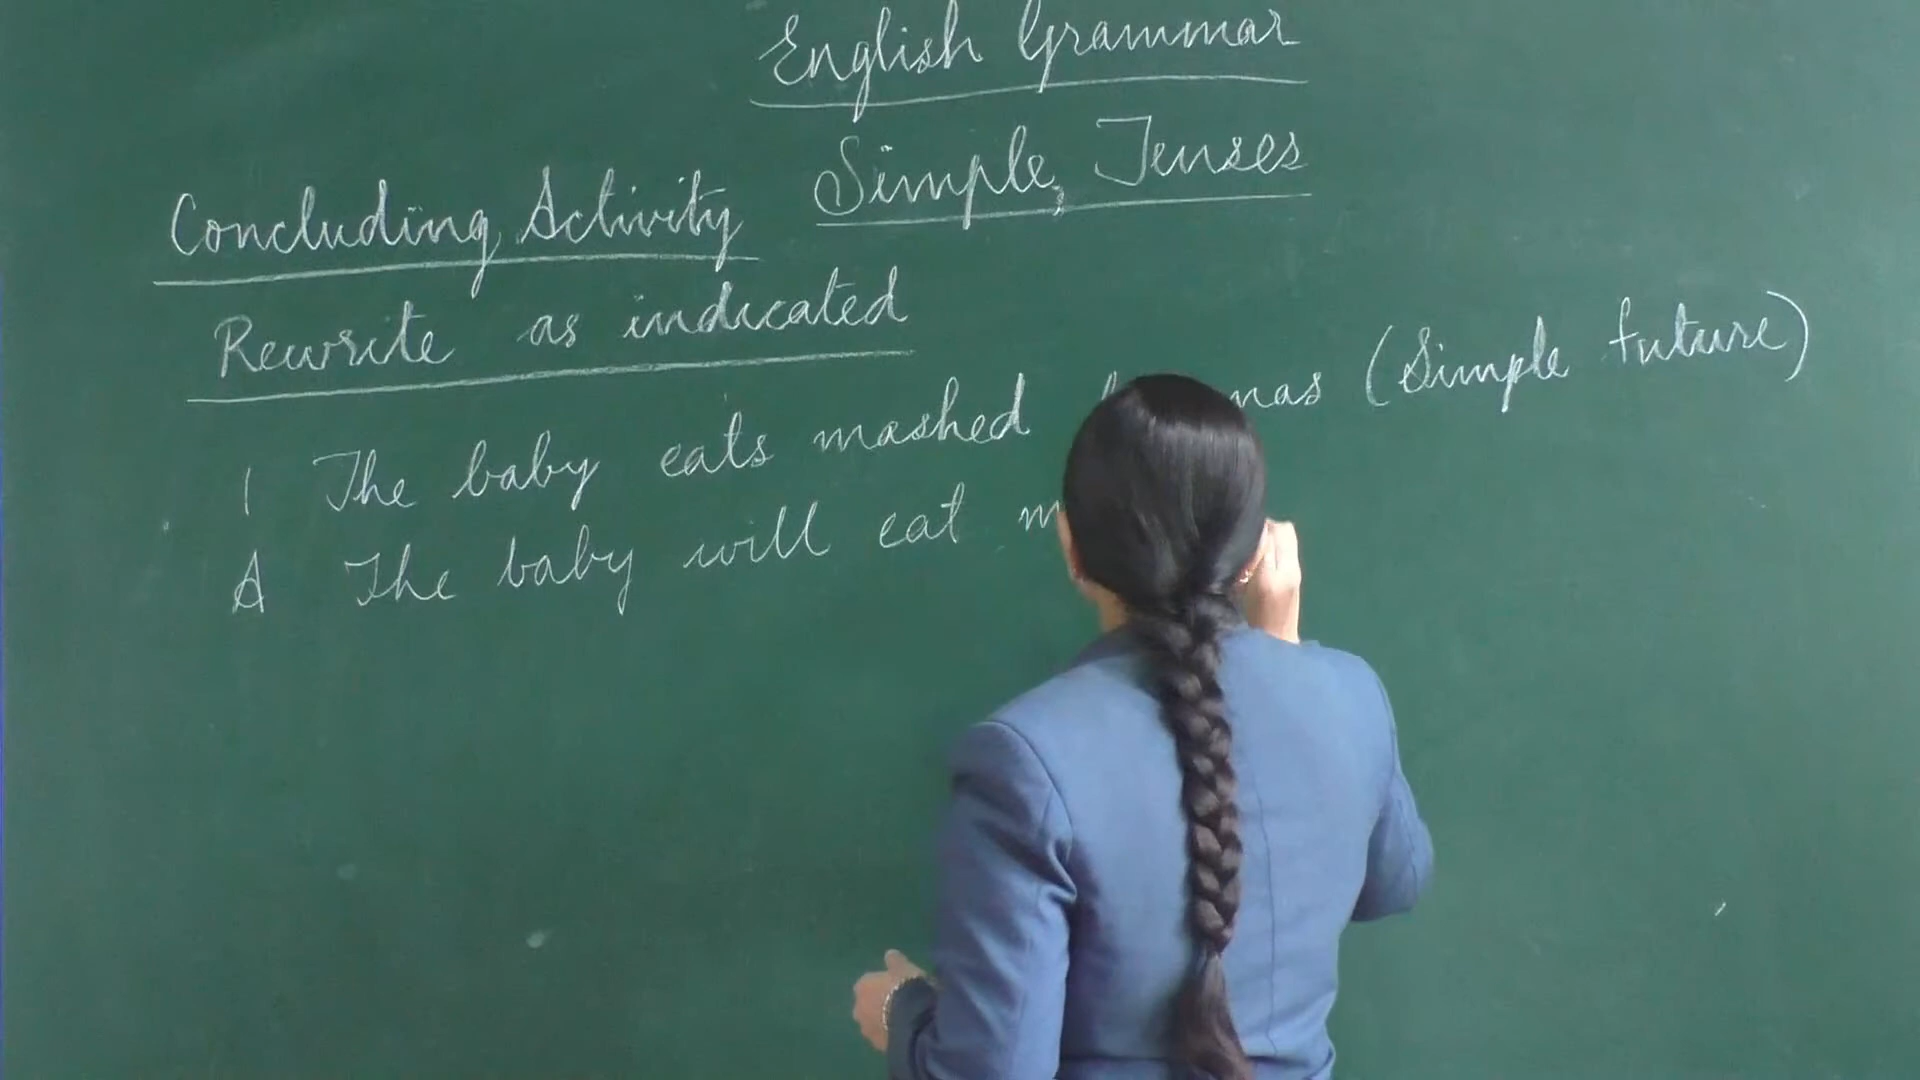 English Grammar
Simple Tenses
Concluding Activity
Rewrite as indicated
1 The baby eats mashed (Simple future)
A The baby will eat